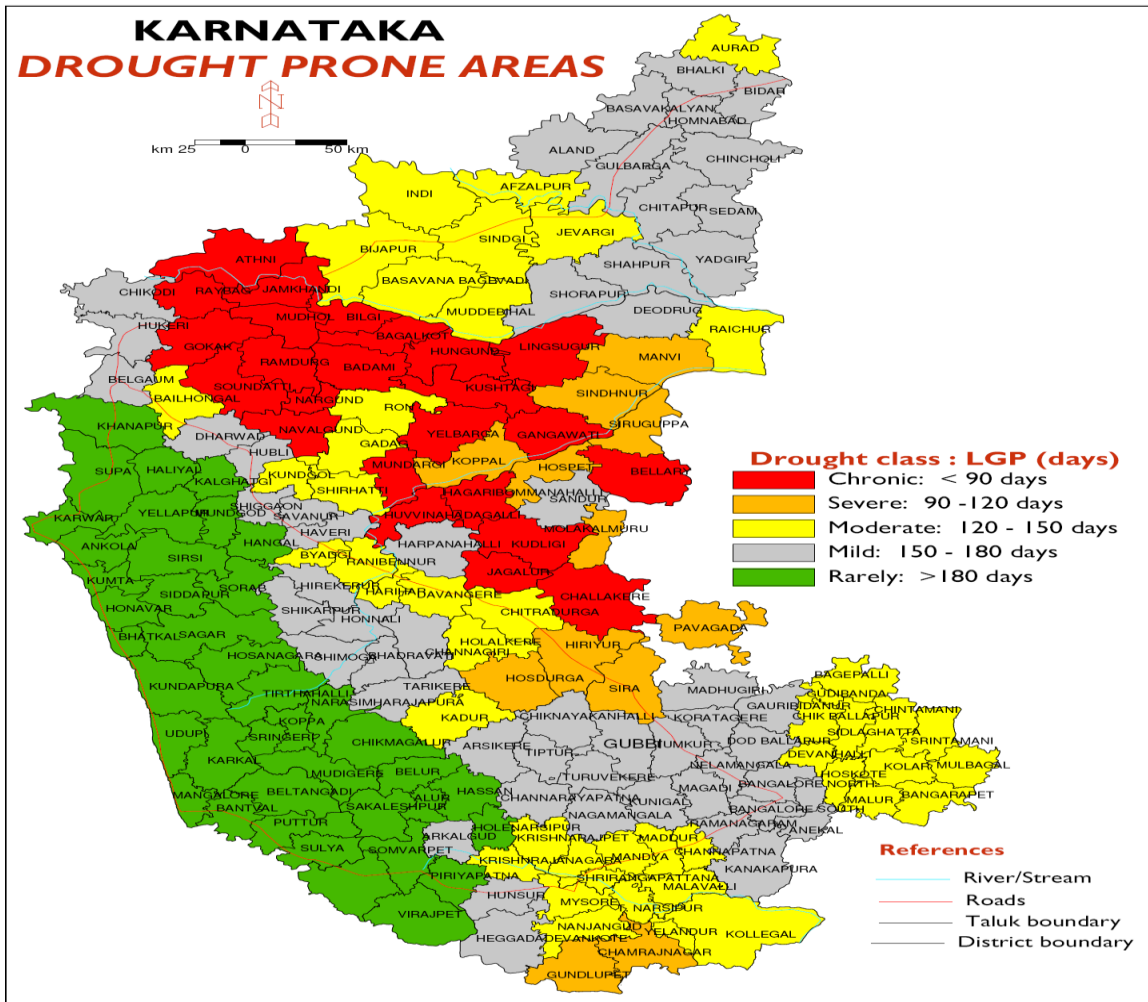 KARNATAKA
DROUGHT PRONE AREAS
N
km 25 0 50 km
AURAD
BHALKI
BIDAR
BASAVAKALYAN
HOMNABAD
ALAND
GULBARGA
CHINCHOLI
AFZALPUR
INDI
CHITAPUR
SEDAM
JEVARGI
SINDGI
BIJAPUR
YADGIR
SHAHPUR
ATHNI
BASAVANA BAGEVADI
SHORAPUR
CHIKODI
RAYBAG
JAMKHANDI
MUDDEBIHAL
DEODRUG
MUDHOL
BILGI
HUKERI
BAGALKOT
RAICHUR
GOKAK
HUNGUND
LINGSUGUR
MANVI
RAMDURG
BADAMI
BELGAUM
SOUNDATTI
KUSHTAGI
SINDHNUR
BAILHONGAL
NARGUND
RON
KHANAPUR
NAVALGUND
YELBARGA
GANGAWATI
SIRUGUPPA
DHARWAD
GADAG
HUBLI
KOPPAL
SUPA
HALIYAL
KUNDGOL
MUNDARGI
HOSPET
BELLARY
KALGHATGI
SHIRHATTI
HAGARIBOMMANAHALLI
SANDUR
YELLAPUR
MUNDGOD
SHIGGAON
SAVANUR
HUVVINAHADAGALLI
KARWAR
HAVERI
MOLAKALMURU
ANKOLA
HANGAL
HARPANAHALLI
KUDLIGI
SIRSI
BYADGI
RANIBENNUR
JAGALUR
KUMTA
SIDDAPUR
SORAB
HIREKERUR
HARIHAR
DAVANGERE
CHALLAKERE
HONAVAR
SHIKARPUR
HONNALI
CHITRADURGA
PAVAGADA
BHATKAL
SAGAR
HOLALKERE
HIRIYUR
HOSANAGARA
SHIMOGA
BHADRAVATI
CHANNAGIRI
KUNDAPURA
TIRTHAHALLI
TARIKERE
HOSDURGA
SIRA
MADHUGIRI
BAGEPALLI
GUDIBANDA
NARASIMHARAJAPURA
KADUR
GAURIBIDANUR
CHINTAMANI
KOPPA
CHIKNAYAKANHALLI
KORATAGERE
CHIK BALLAPUR
UDUPI
SRINGERI
CHIKMAGALUR
ARSIKERE
TIPTUR
GUBBI
TUMKUR
DOD BALLAPUR
SIDLAGHATTA
SRINTAMANI
KARKAL
DEVANHALLI
MUDIGERE
BELUR
NELAMANGALA
KOLAR
MULBAGAL
MANGALORE
BELTANGADI
HASSAN
TURUVEKERE
BANGALORE NORTH
HOSKOTE
BANTVAL
SAKALESHPUR
ALUR
CHANNARAYAPATNA
KUNIGAL
MAGADI
MALUR
BANGARAPET
PUTTUR
NAGAMANGALA
BANGALORE SOUTH
HOLENARSIPUR
RAMANAGARAM
ANEKAL
SULYA
ARKALGUD
KRISHNARAJPET
MADDUR
SOMVARPET
KRISHNRAJANAGARA
MANDYA
CHANNAPATNA
PIRIYAPATNA
SHRIRANGAPATTANA
KANAKAPURA
HUNSUR
MALAVALLI
MYSORE
VIRAJPET
NARSIPUR
NANJANGUD
YELANDUR
KOLLEGAL
HEGGADADEVANKOTE
CHAMRAJNAGAR
GUNDLUPET
Drought class : LGP (days)
Chronic: < 90 days
Severe: 90 -120 days
Moderate: 120 - 150 days
Mild: 150 - 180 days
Rarely: >180 days
References
River/Stream
Roads
Taluk boundary
District boundary